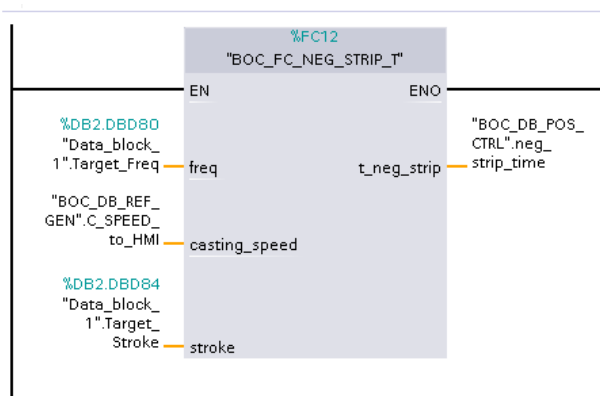 %FC12
"BOC_FC_NEG_STRIP_T"
EN
ENO
%DB2.DBD80
"Data_block_
1".Target_Freq
freq
t_neg_strip
"BOC_DB_POS_
CTRL".neg_
strip_time
"BOC_DB_REF_
GEN".C_SPEED_
to_HMI
casting_speed
%DB2.DBD84
"Data_block_
1".Target_
Stroke
stroke